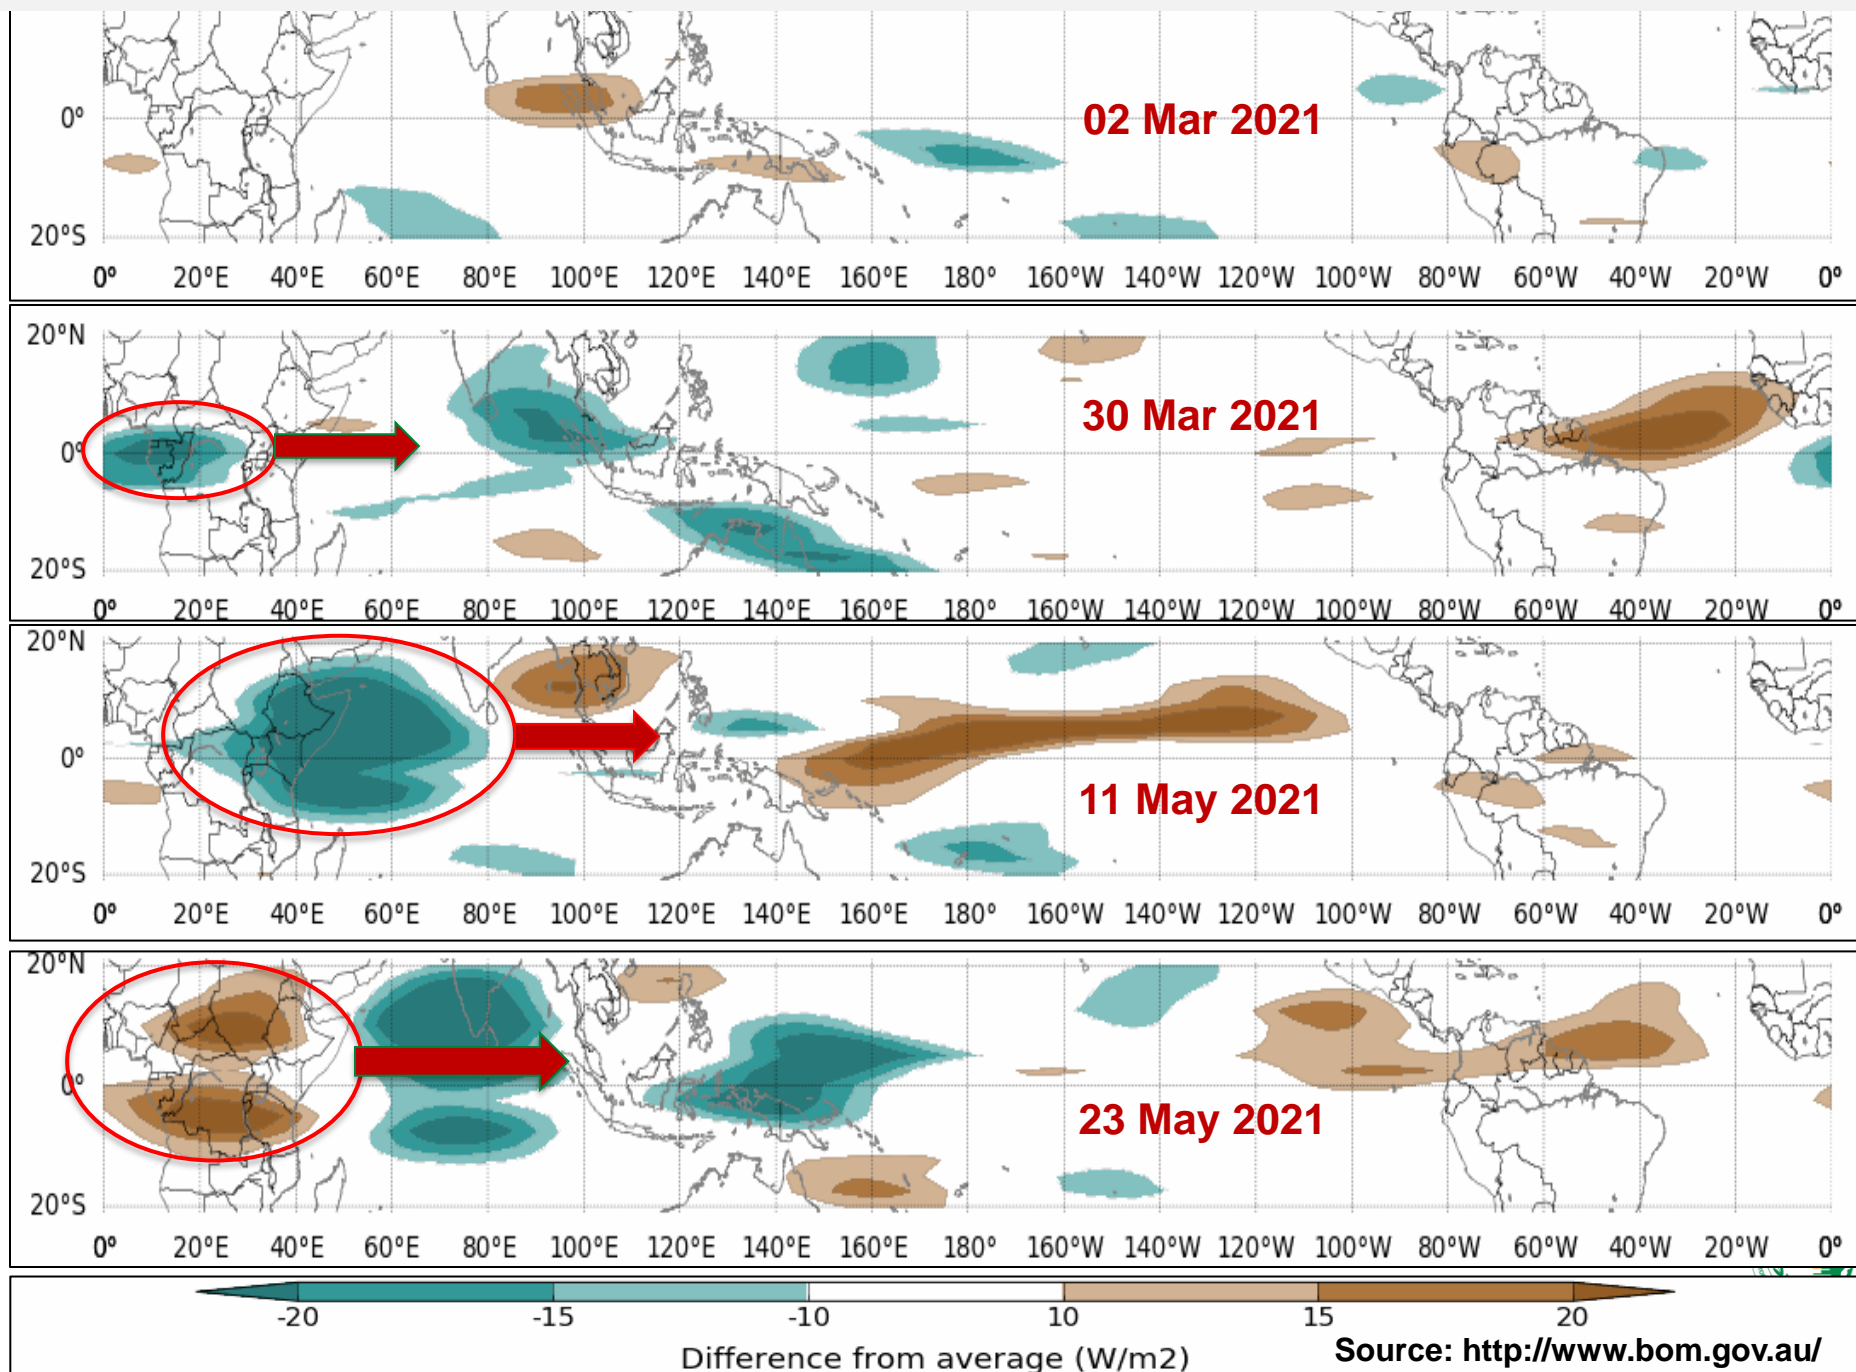 02 Mar 2021
0°
20°S
0° 20°E 40°E 60°E 80°E 100°E 120°E 140°E 160°E 180° 160°W 140°W 120°W 100°W 80°W 60°W 40°W 20°W 0°
20°N
30 Mar 2021
0°
20°S
0° 20°E 40°E 60°E 80°E 100°E 120°E 140°E 160°E 180° 160°W 140°W 120°W 100°W 80°W 60°W 40°W 20°W 0°
20°N
0°
11 May 2021
20°S
0° 20°E 40°E 60°E 80°E 100°E 120°E 140°E 160°E 180° 160°W 140°W 120°W 100°W 80°W 60°W 40°W 20°W 0°
20°N
0°
23 May 2021
20°S
0° 20°E 40°E 60°E 80°E 100°E 120°E 140°E 160°E 180° 160°W 140°W 120°W 100°W 80°W 60°W 40°W 20°W 0°
-20 -15 -10 10 15 20
Difference from average (W/m2)
Source: http://www.bom.gov.au/